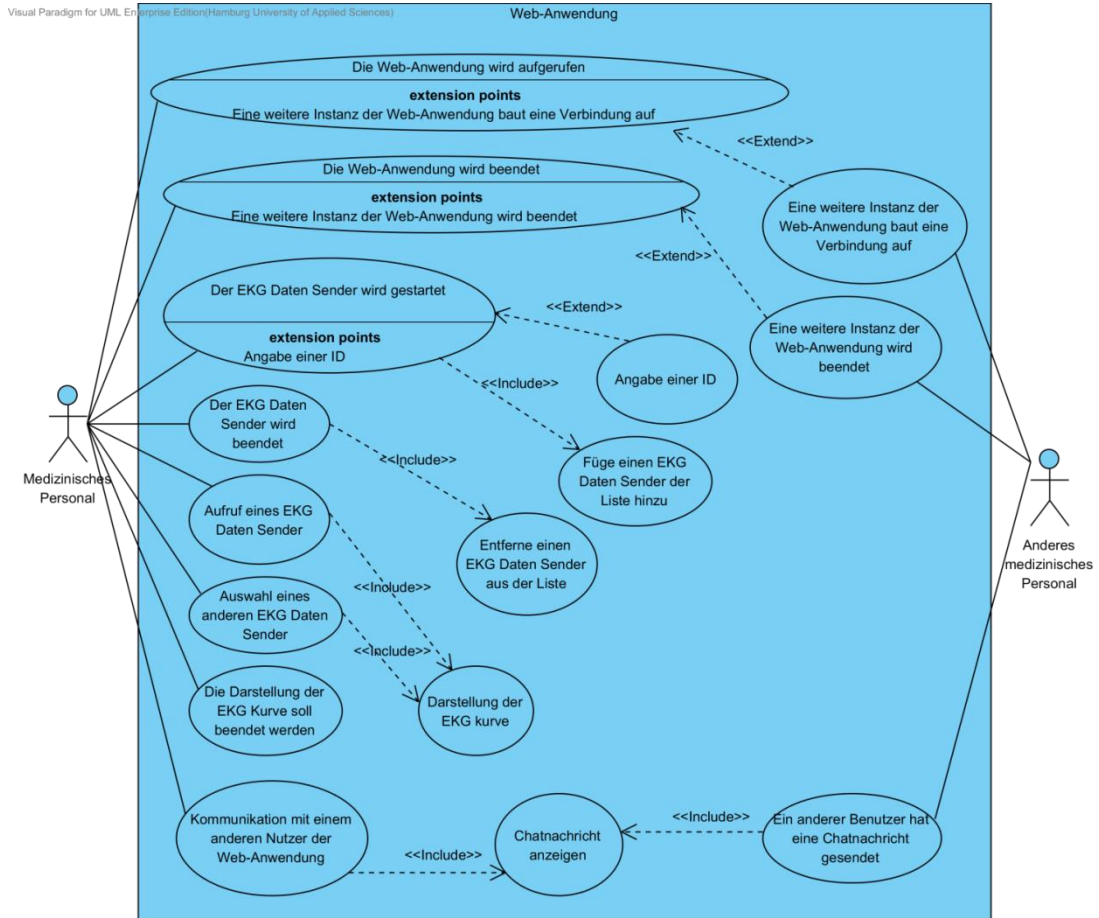 Visual Paradigm for UML Enterprise Edition(Hamburg University of Applied Sciences)
Web-Anwendung
Die Web-Anwendung wird aufgerufen
extension points
Eine weitere Instanz der Web-Anwendung baut eine Verbindung auf
<<Extend>>
Die Web-Anwendung wird beendet
extension points
Eine weitere Instanz der Web-Anwendung wird beendet
Eine weitere Instanz der
Web-Anwendung baut eine
Verbindung auf
<<Extend>>
Der EKG Daten Sender wird gestartet
extension points
Angabe einer ID
<<Extend>>
Eine weitere Instanz der
Web-Anwendung wird
beendet
Angabe einer ID
<<Include>>
Der EKG Daten
Sender wird
beendet
<<Include>>
Füge einen EKG
Daten Sender der
Liste hinzu
Medizinisches
Personal
Aufruf eines EKG
Daten Sender
Entferne einen
EKG Daten Sender
aus der Liste
Anderes
medizinisches
Personal
<<Include>>
Auswahl eines
anderen EKG Daten
Sender
<<Include>>
Die Darstellung der
EKG Kurve soll
beendet werden
Darstellung der
EKG kurve
Kommunikation mit einem
anderen Nutzer der
Web-Anwendung
<<Include>>
Chatnachricht
anzeigen
<<Include>>
Ein anderer Benutzer hat
eine Chatnachricht
gesendet